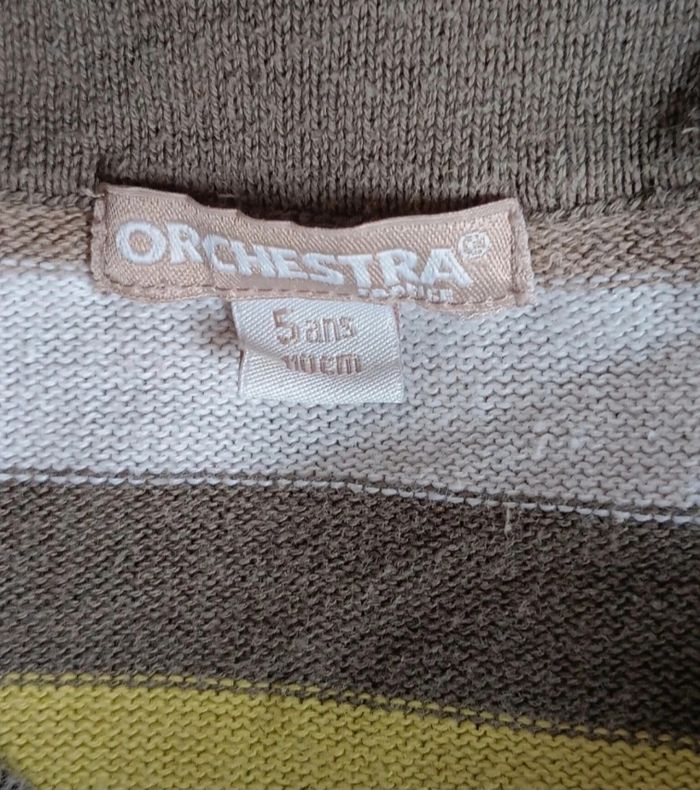 ORCHESTRA®
5 ans
110 cm